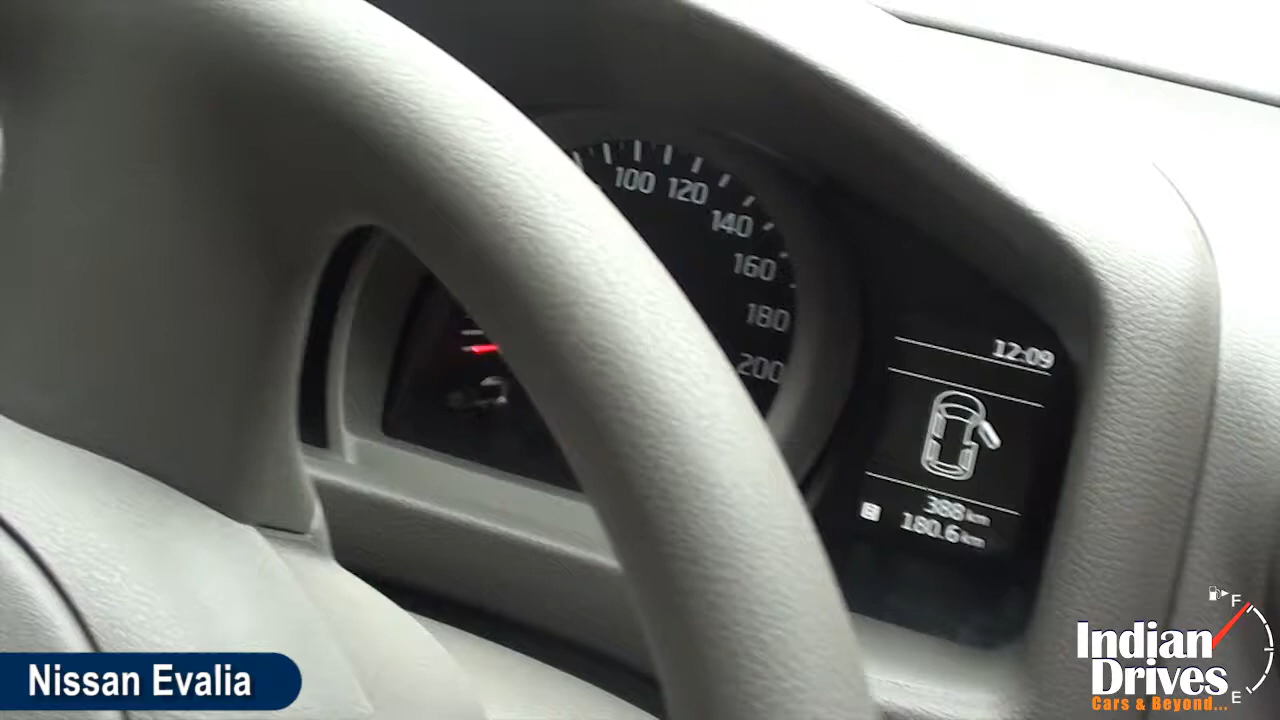 100 120
140
160
180
200
12:09
388 km
180.6 km
Nissan Evalia
F
Indian
Drives
Cars & Beyond...
E